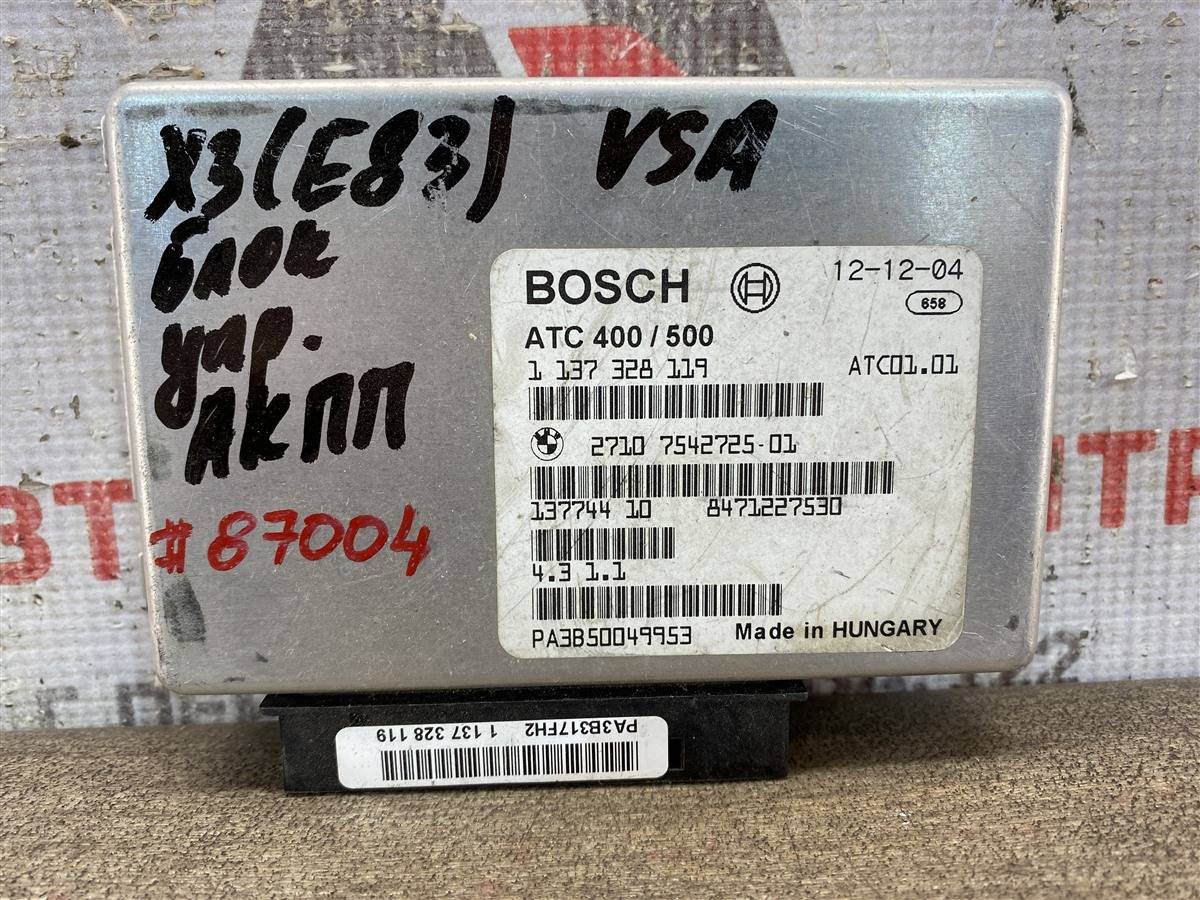 X3(E83) VSA
блок
упр.
АКПП
#87004
BOSCH
12-12-04
658
ATC 400 / 500
1 137 328 119
ATC01.01
2710 7542725-01
137744 10 8471227530
4.3 1.1
PA3B50049953
Made in HUNGARY
PA3B317FH2 1 137 328 119